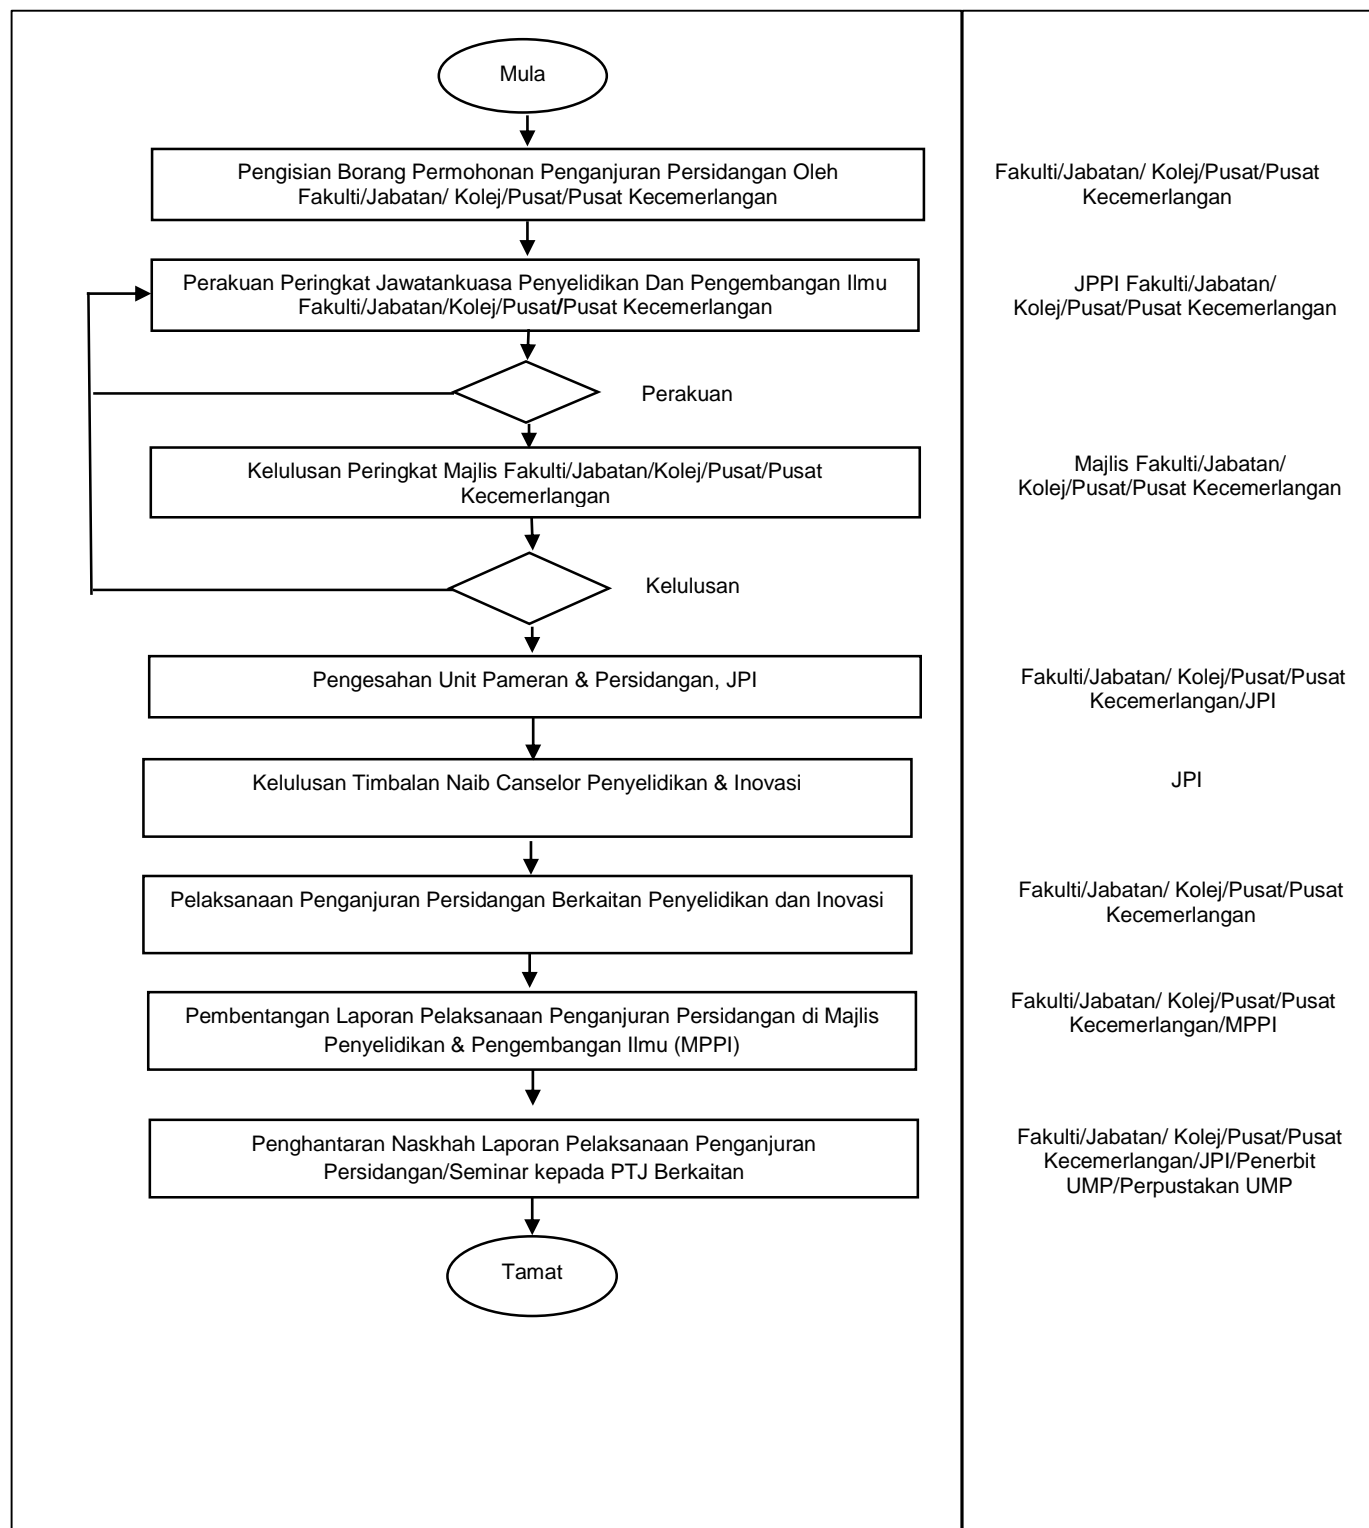 Mula
Pengisian Borang Permohonan Penganjuran Persidangan Oleh
Fakulti/Jabatan/ Kolej/Pusat/Pusat Kecemerlangan
Fakulti/Jabatan/ Kolej/Pusat/Pusat
Kecemerlangan
Perakuan Peringkat Jawatankuasa Penyelidikan Dan Pengembangan Ilmu
Fakulti/Jabatan/Kolej/Pusat/Pusat Kecemerlangan
JPPI Fakulti/Jabatan/
Kolej/Pusat/Pusat Kecemerlangan
Perakuan
Kelulusan Peringkat Majlis Fakulti/Jabatan/Kolej/Pusat/Pusat
Kecemerlangan
Majlis Fakulti/Jabatan/
Kolej/Pusat/Pusat Kecemerlangan
Kelulusan
Pengesahan Unit Pameran & Persidangan, JPI
Fakulti/Jabatan/ Kolej/Pusat/Pusat
Kecemerlangan/JPI
Kelulusan Timbalan Naib Canselor Penyelidikan & Inovasi
JPI
Pelaksanaan Penganjuran Persidangan Berkaitan Penyelidikan dan Inovasi
Fakulti/Jabatan/ Kolej/Pusat/Pusat
Kecemerlangan
Pembentangan Laporan Pelaksanaan Penganjuran Persidangan di Majlis
Penyelidikan & Pengembangan Ilmu (MPPI)
Fakulti/Jabatan/ Kolej/Pusat/Pusat
Kecemerlangan/MPPI
Penghantaran Naskhah Laporan Pelaksanaan Penganjuran
Persidangan/Seminar kepada PTJ Berkaitan
Fakulti/Jabatan/ Kolej/Pusat/Pusat
Kecemerlangan/JPI/Penerbit
UMP/Perpustakan UMP
Tamat